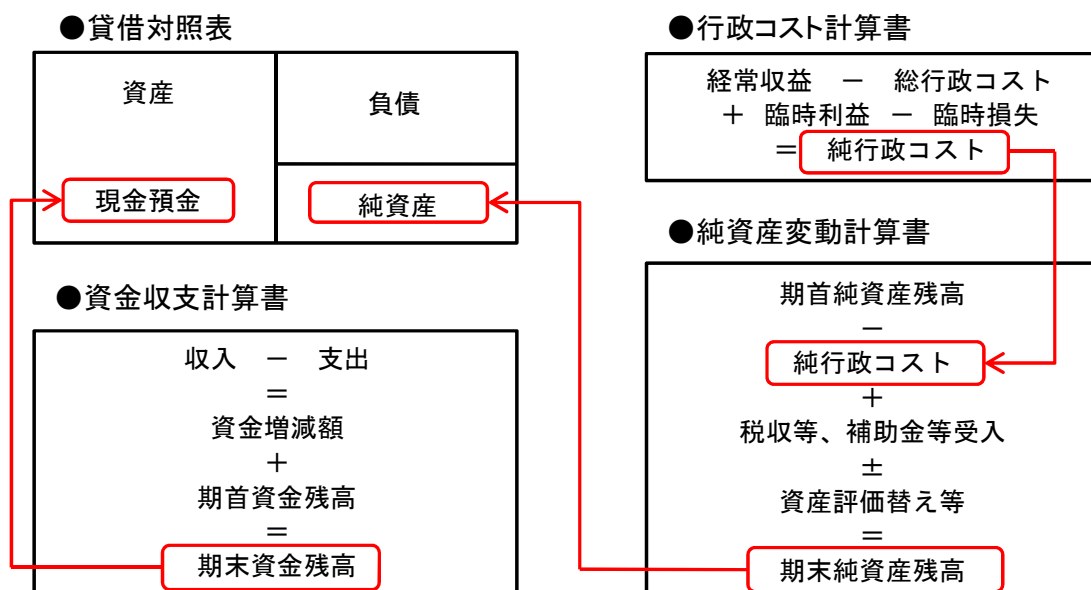 ●貸借対照表
資産
負債
現金預金
純資産
●資金収支計算書
収入 － 支出
＝
資金増減額
＋
期首資金残高
＝
期末資金残高
●行政コスト計算書
経常収益 － 総行政コスト
＋ 臨時利益 － 臨時損失
＝ 純行政コスト
●純資産変動計算書
期首純資産残高
－
純行政コスト
＋
税収等、補助金等受入
±
資産評価替え等
＝
期末純資産残高